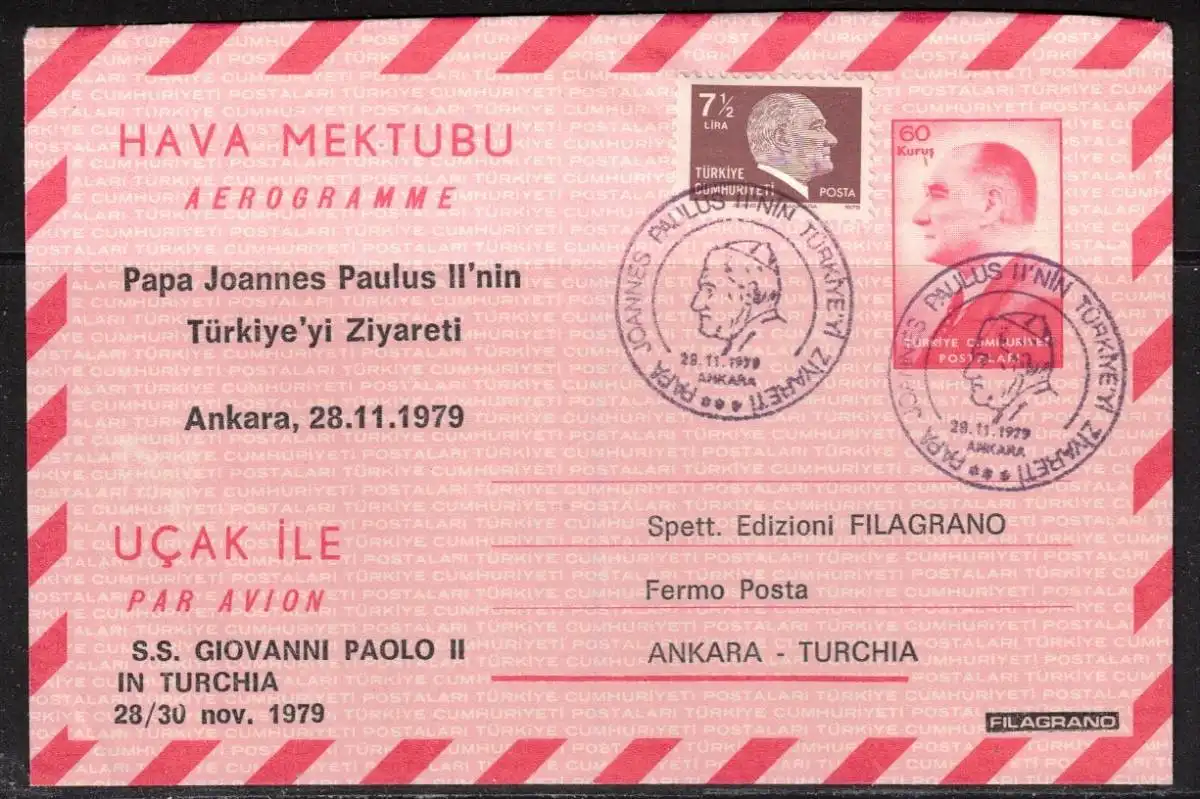 HAVA MEKTUBU
AEROGRAMME
Papa Joannes Paulus II'nin
Türkiye'yi Ziyareti
Ankara, 28.11.1979
UÇAK İLE
PAR AVION
S.S. GIOVANNI PAOLO II
IN TURCHIA
28/30 nov. 1979
7 ½
LİRA
TÜRKİYE
CUMHURİYETİ POSTA
1979
60
Kuruş
TÜRKİYE CUMHURİYETİ
POSTALARI
PAPA JOANNES PAULUS II'NİN TÜRKİYE'Yİ ZİYARETİ ***
28.11.1979
ANKARA
PAPA JOANNES PAULUS II'NİN TÜRKİYE'Yİ ZİYARETİ ***
28.11.1979
ANKARA
Spett. Edizioni FILAGRANO
Fermo Posta
ANKARA - TURCHIA
FILAGRANO